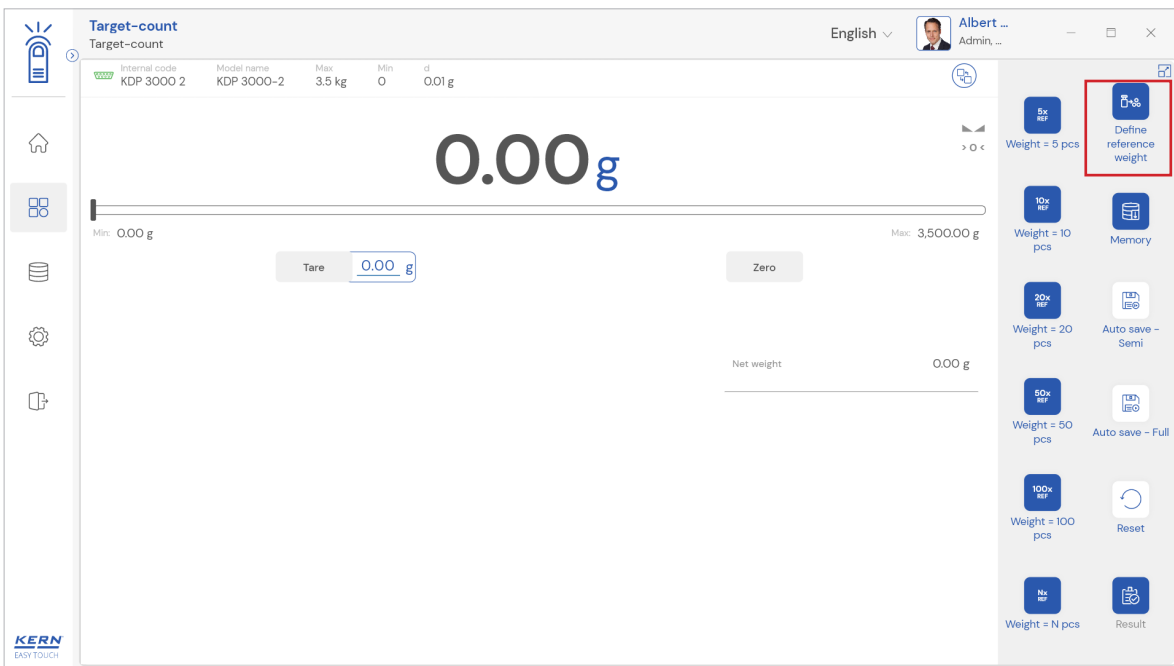 Target-count
Target-count
English
Albert ...
Admin, ...
Internal code
KDP 3000 2
Model name
KDP 3000-2
Max
3.5 kg
Min
0
d
0.01 g
0.00 g
> 0 <
Min: 0.00 g
Max: 3,500.00 g
Tare 0.00 g
Zero
Net weight 0.00 g
5x
REF
Weight = 5 pcs
Define
reference
weight
10x
REF
Weight = 10
pcs
Memory
20x
REF
Weight = 20
pcs
Auto save -
Semi
50x
REF
Weight = 50
pcs
Auto save - Full
100x
REF
Weight = 100
pcs
Reset
Nx
REF
Weight = N pcs
Result
KERN
EASY TOUCH